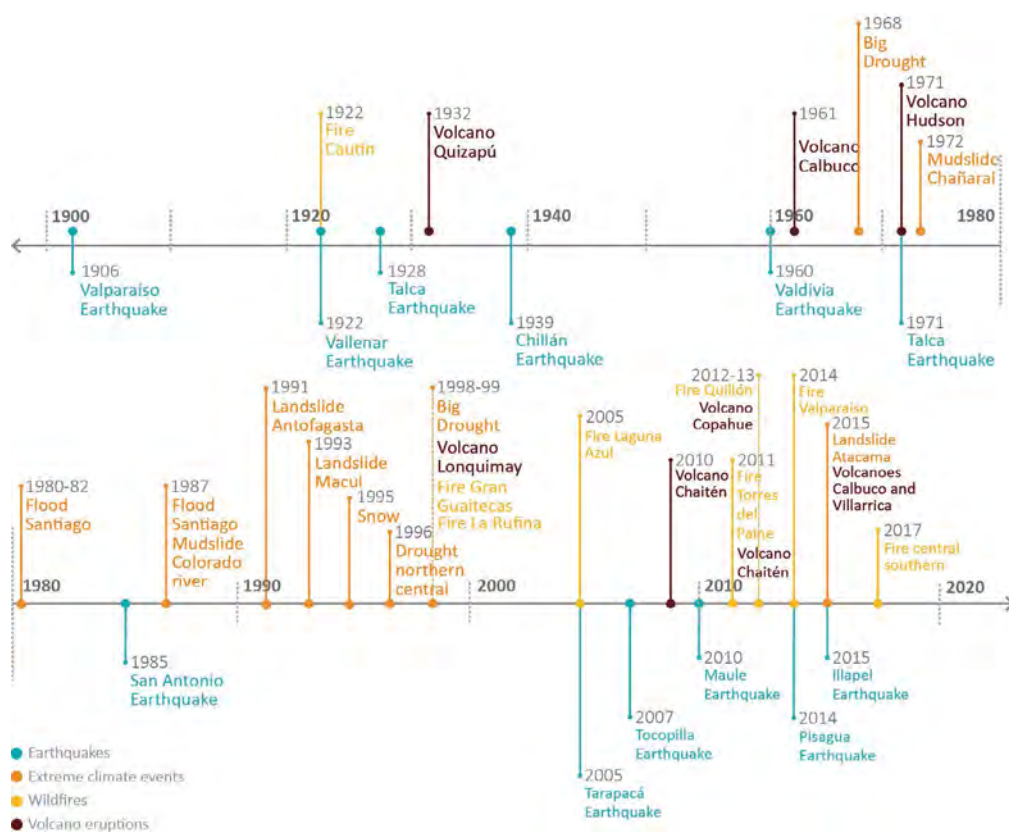 1968
Big
Drought
1971
Volcano
Hudson
1922
Fire
Cautín
1932
Volcano
Quizapú
1961
Volcano
Calbuco
1972
Mudslide
Chañaral
1900
1920
1940
1960
1980
1906
Valparaíso
Earthquake
1928
Talca
Earthquake
1960
Valdivia
Earthquake
1922
Vallenar
Earthquake
1939
Chillán
Earthquake
1971
Talca
Earthquake
1991
Landslide
Antofagasta
1993
Landslide
Macul
1995
Snow
1996
Drought
northern
central
1998-99
Big
Drought
Volcano
Lonquimay
Fire Gran
Guaitecas
Fire La Rufina
2005
Fire Laguna
Azul
2012-13
Fire Quillón
Volcano
Copahue
2014
Fire
Valparaíso
2015
Landslide
Atacama
Volcanoes
Calbuco and
Villarrica
2010
Volcano
Chaitén
2011
Fire
Torres
del
Paine
Volcano
Chaitén
2017
Fire central
southern
1980-82
Flood
Santiago
1987
Flood
Santiago
Mudslide
Colorado
river
1980
1990
2000
2010
2020
1985
San Antonio
Earthquake
2010
Maule
Earthquake
2015
Illapel
Earthquake
2007
Tocopilla
Earthquake
2014
Pisagua
Earthquake
2005
Tarapacá
Earthquake
Earthquakes
Extreme climate events
Wildfires
Volcano eruptions